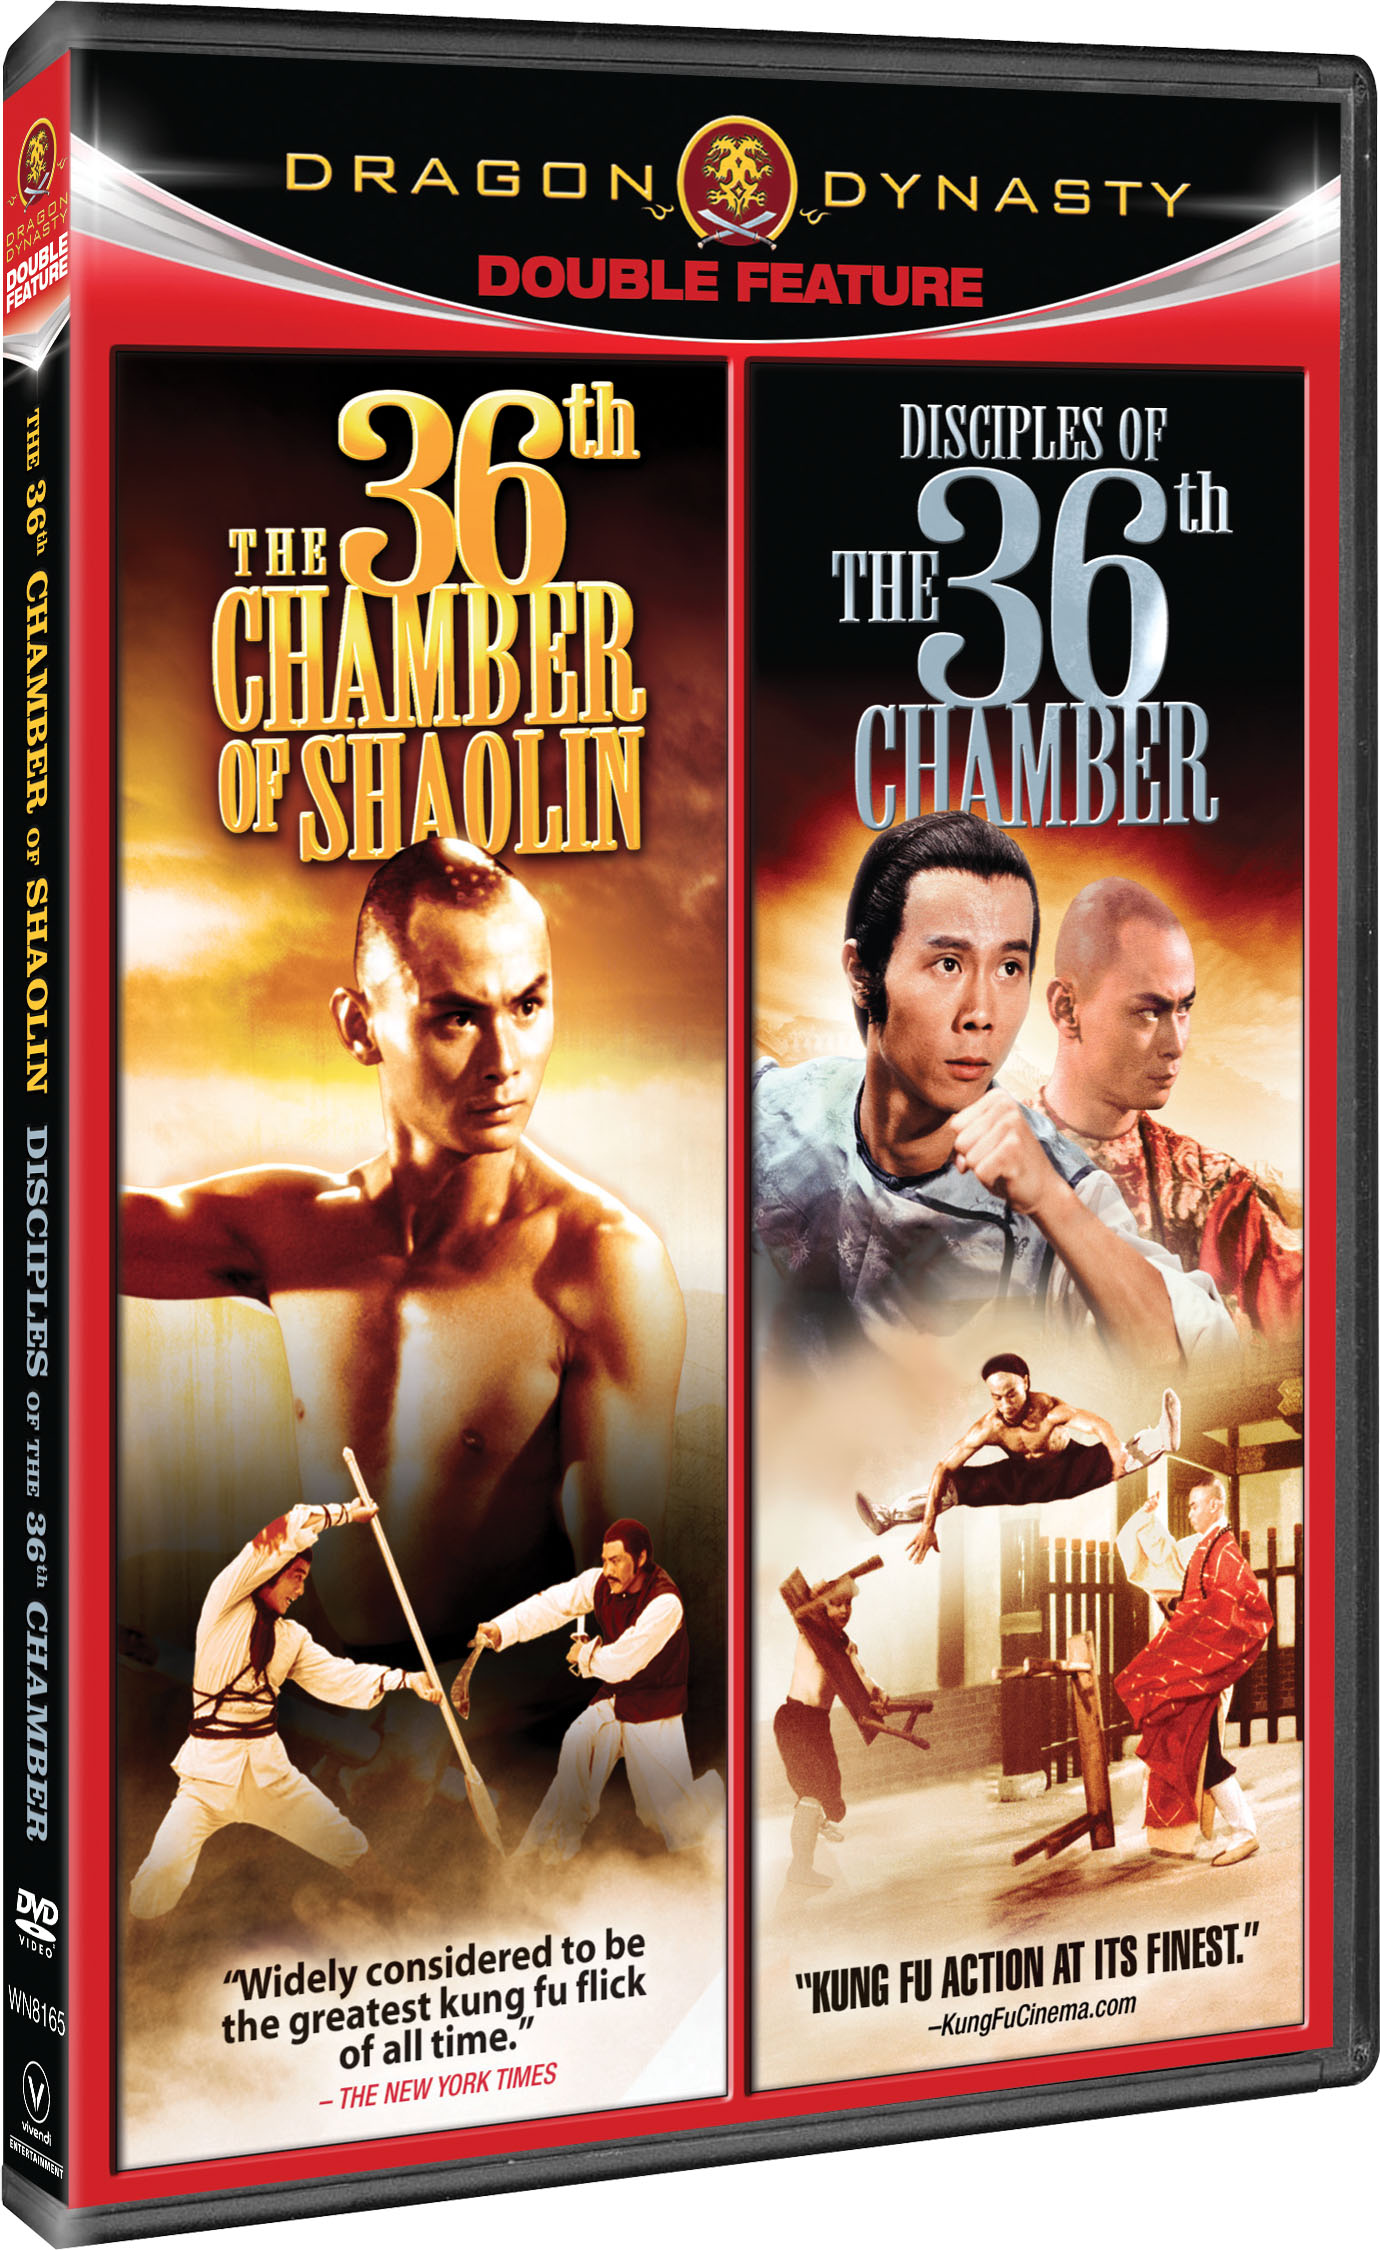 DRAGON DYNASTY
DOUBLE FEATURE
THE 36th
CHAMBER
OF SHAOLIN
"Widely considered to be
the greatest kung fu flick
of all time."
– THE NEW YORK TIMES
DISCIPLES OF
THE 36th
CHAMBER
"KUNG FU ACTION AT ITS FINEST."
–KungFuCinema.com
DRAGON
DYNASTY
DOUBLE
FEATURE
THE 36th CHAMBER OF SHAOLIN DISCIPLES OF THE 36th CHAMBER
DVD
VIDEO
WN8165
V
vivendi
ENTERTAINMENT